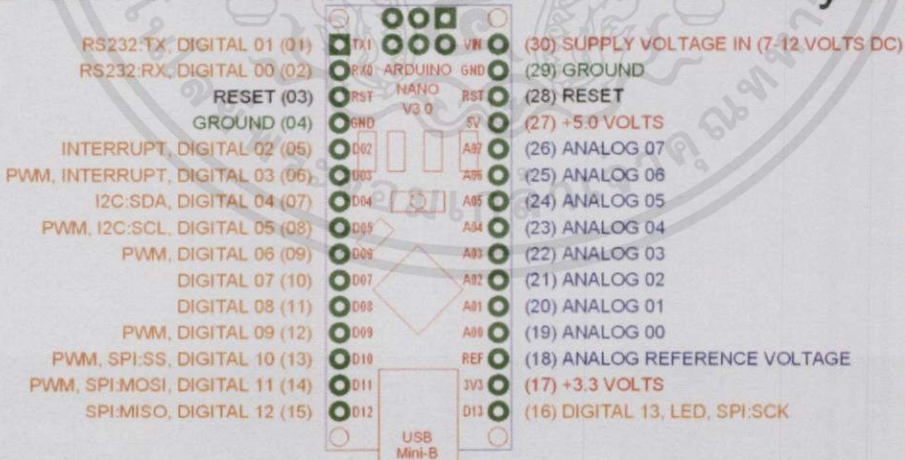 RS232:TX, DIGITAL 01 (01)
RS232:RX, DIGITAL 00 (02)
RESET (03)
GROUND (04)
INTERRUPT, DIGITAL 02 (05)
PWM, INTERRUPT, DIGITAL 03 (06)
I2C:SDA, DIGITAL 04 (07)
PWM, I2C:SCL, DIGITAL 05 (08)
PWM, DIGITAL 06 (09)
DIGITAL 07 (10)
DIGITAL 08 (11)
PWM, DIGITAL 09 (12)
PWM, SPI:SS, DIGITAL 10 (13)
PWM, SPI:MOSI, DIGITAL 11 (14)
SPI:MISO, DIGITAL 12 (15)
TX1
RX0
RST
GND
D02
D03
D04
D05
D06
D07
D08
D09
D10
D11
D12
ARDUINO
NANO
V3.0
USB
Mini-B
VIN
GND
RST
5V
A07
A06
A05
A04
A03
A02
A01
A00
REF
3V3
D13
(30) SUPPLY VOLTAGE IN (7-12 VOLTS DC)
(29) GROUND
(28) RESET
(27) +5.0 VOLTS
(26) ANALOG 07
(25) ANALOG 06
(24) ANALOG 05
(23) ANALOG 04
(22) ANALOG 03
(21) ANALOG 02
(20) ANALOG 01
(19) ANALOG 00
(18) ANALOG REFERENCE VOLTAGE
(17) +3.3 VOLTS
(16) DIGITAL 13, LED, SPI:SCK